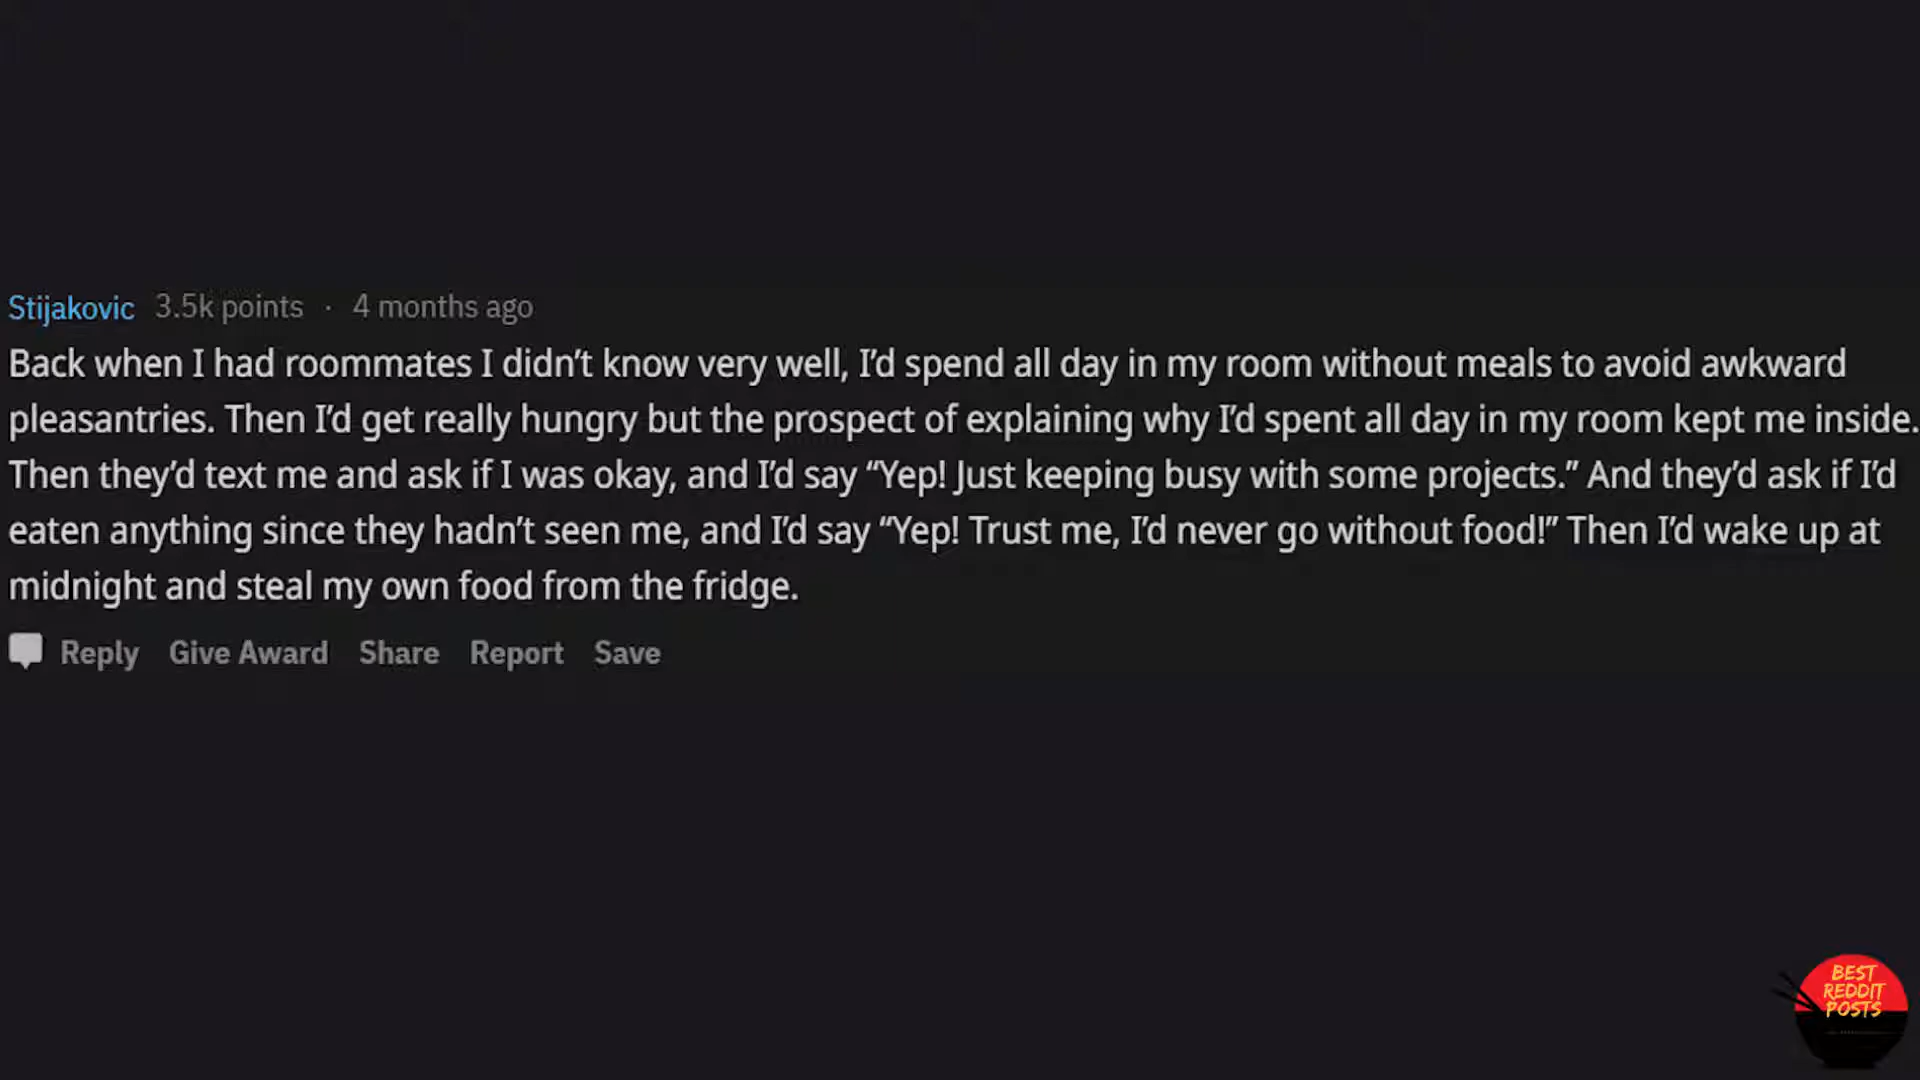 Stijakovic 3.5k points · 4 months ago
Back when I had roommates I didn’t know very well, I’d spend all day in my room without meals to avoid awkward
pleasantries. Then I’d get really hungry but the prospect of explaining why I’d spent all day in my room kept me inside.
Then they’d text me and ask if I was okay, and I’d say “Yep! Just keeping busy with some projects.” And they’d ask if I’d
eaten anything since they hadn’t seen me, and I’d say “Yep! Trust me, I’d never go without food!” Then I’d wake up at
midnight and steal my own food from the fridge.
Reply Give Award Share Report Save
BEST
REDDIT
POSTS